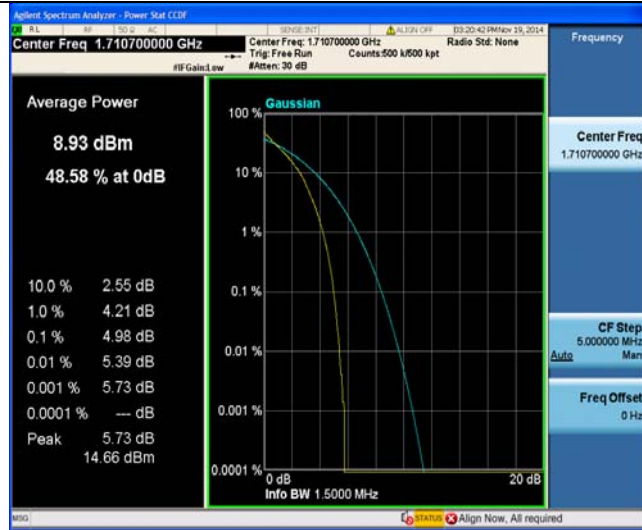 Agilent Spectrum Analyzer - Power Stat CCDF
RL RF 50 Ω AC SENSE:INT ALIGN OFF 03:20:42 PM Nov 19, 2014
Center Freq 1.710700000 GHz
Center Freq: 1.710700000 GHz Radio Std: None
Trig: Free Run Counts:500 k/500 kpt
#IFGain:Low #Atten: 30 dB
Frequency
Center Freq
1.710700000 GHz
CF Step
5.000000 MHz
Auto Man
Freq Offset
0 Hz
Average Power
8.93 dBm
48.58 % at 0dB
10.0 % 2.55 dB
1.0 % 4.21 dB
0.1 % 4.98 dB
0.01 % 5.39 dB
0.001 % 5.73 dB
0.0001 % --- dB
Peak 5.73 dB
14.66 dBm
Gaussian
100 %
10 %
1 %
0.1 %
0.01 %
0.001 %
0.0001 %
0 dB 20 dB
Info BW 1.5000 MHz
MSG STATUS Align Now, All required